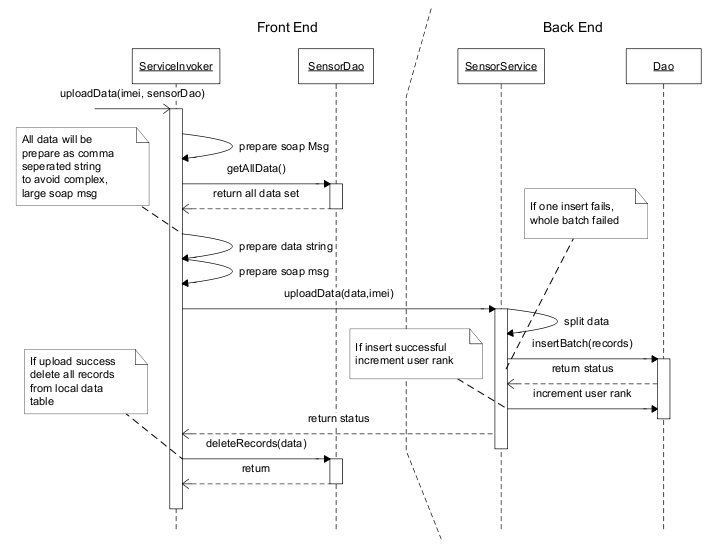 Front End
Back End
ServiceInvoker
SensorDao
SensorService
Dao
uploadData(imei, sensorDao)
All data will be
prepare as comma
seperated string
to avoid complex,
large soap msg
prepare soap Msg
getAllData()
return all data set
If one insert fails,
whole batch failed
prepare data string
prepare soap msg
uploadData(data,imei)
split data
If insert successful
increment user rank
insertBatch(records)
return status
increment user rank
If upload success
delete all records
from local data
table
return status
deleteRecords(data)
return